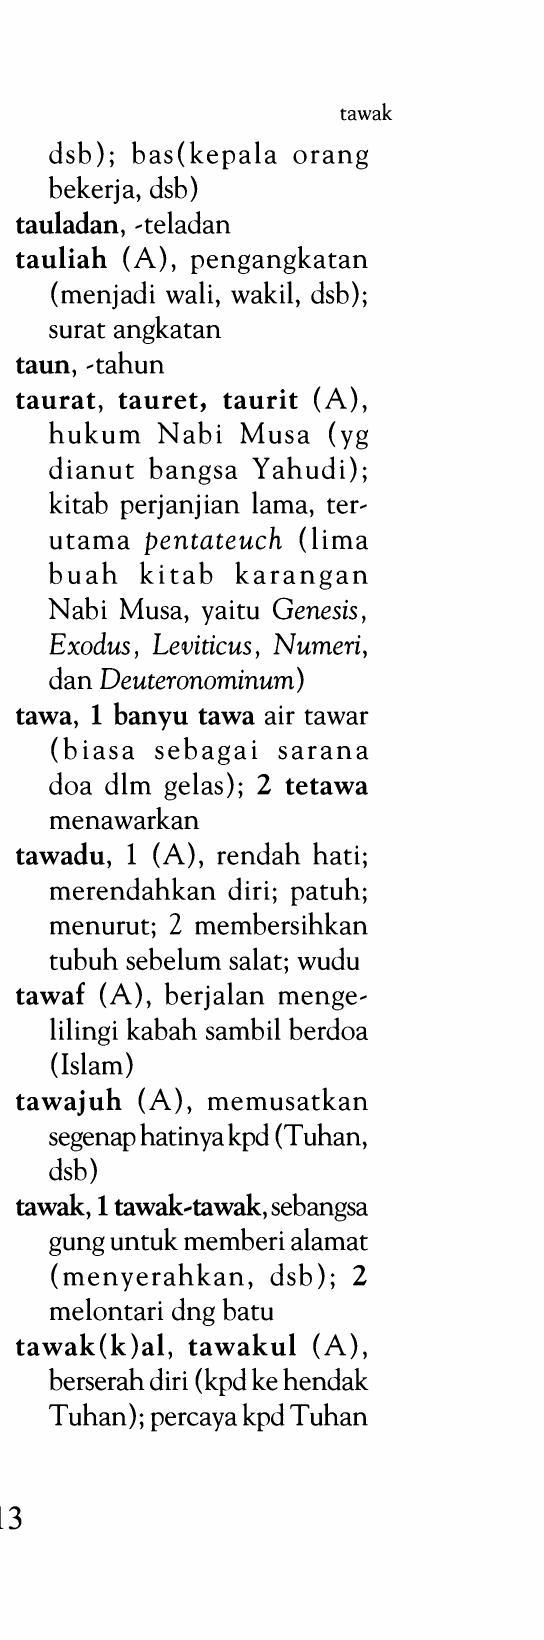 tawak
dsb); bas(kepala orang
bekerja, dsb)
tauladan, -teladan
tauliah (A), pengangkatan
(menjadi wali, wakil, dsb);
surat angkatan
taun, -tahun
taurat, tauret, taurit (A),
hukum Nabi Musa (yg
dianut bangsa Yahudi);
kitab perjanjian lama, ter-
utama pentateuch (lima
buah kitab karangan
Nabi Musa, yaitu Genesis,
Exodus, Leviticus, Numeri,
dan Deuteronominum)
tawa, 1 banyu tawa air tawar
(biasa sebagai sarana
doa dlm gelas); 2 tetawa
menawarkan
tawadu, 1 (A), rendah hati;
merendahkan diri; patuh;
menurut; 2 membersihkan
tubuh sebelum salat; wudu
tawaf (A), berjalan menge-
lilingi kabah sambil berdoa
(Islam)
tawajuh (A), memusatkan
segenap hatinya kpd (Tuhan,
dsb)
tawak, 1 tawak-tawak, sebangsa
gung untuk memberi alamat
(menyerahkan, dsb); 2
melontari dng batu
tawak(k)al, tawakul (A),
berserah diri (kpd ke hendak
Tuhan); percaya kpd Tuhan
13